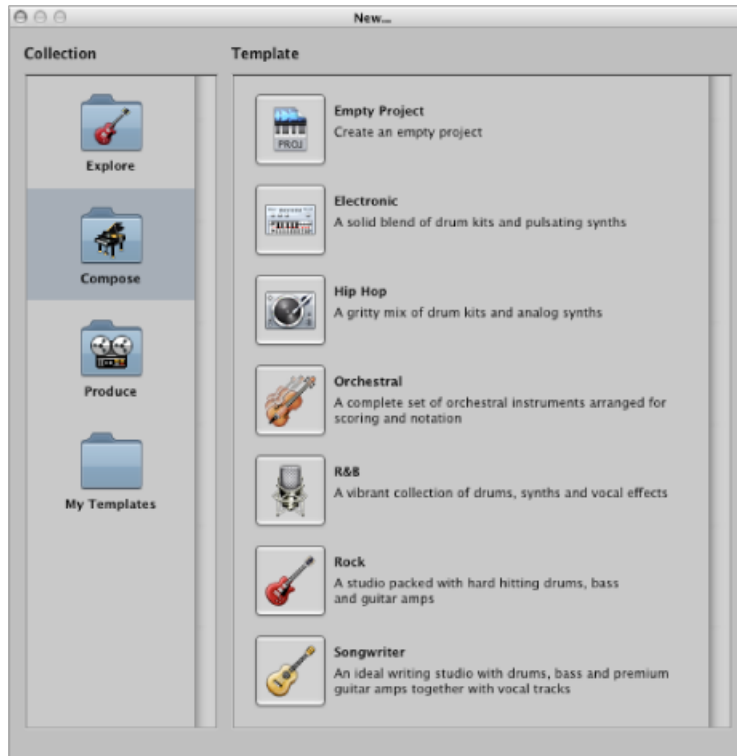 New...
Collection
Template
Explore
Compose
Produce
My Templates
PROJ
Empty Project
Create an empty project
Electronic
A solid blend of drum kits and pulsating synths
Hip Hop
A gritty mix of drum kits and analog synths
Orchestral
A complete set of orchestral instruments arranged for
scoring and notation
R&B
A vibrant collection of drums, synths and vocal effects
Rock
A studio packed with hard hitting drums, bass
and guitar amps
Songwriter
An ideal writing studio with drums, bass and premium
guitar amps together with vocal tracks